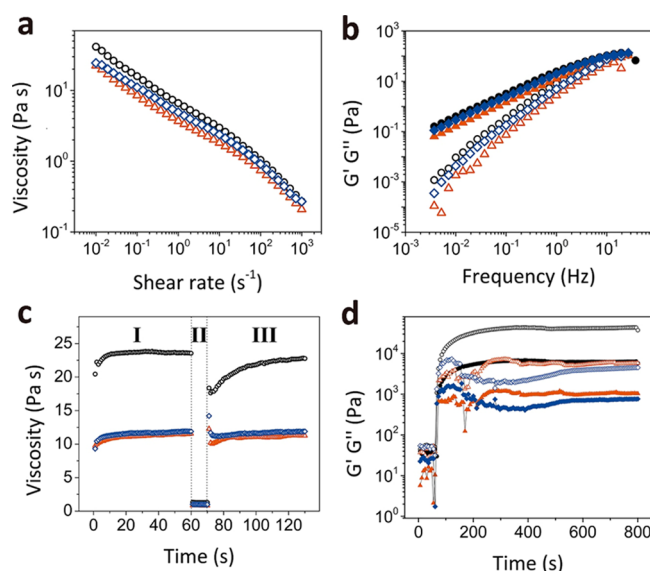 a
Viscosity (Pa s)
10¹
10⁰
10⁻¹
10⁻² 10⁻¹ 10⁰ 10¹ 10² 10³
Shear rate (s⁻¹)
b
G' G'' (Pa)
10³
10¹
10⁻¹
10⁻³
10⁻⁵
10⁻³ 10⁻² 10⁻¹ 10⁰ 10¹ 10²
Frequency (Hz)
c
I II III
Viscosity (Pa s)
25
20
15
10
5
0
0 20 40 60 80 100 120
Time (s)
d
G' G'' (Pa)
10⁴
10³
10²
10¹
10⁰
0 200 400 600 800
Time (s)